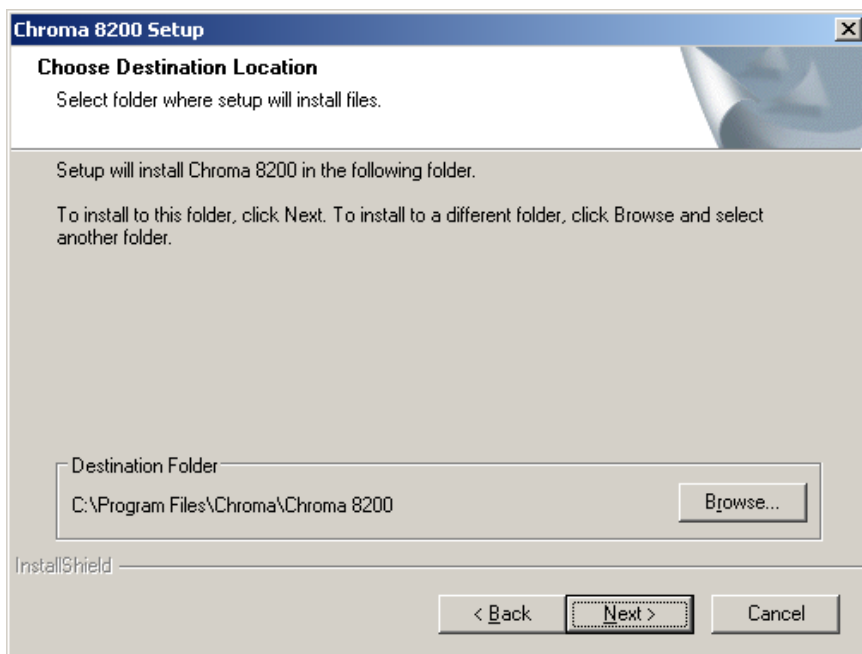 Chroma 8200 Setup
Choose Destination Location
Select folder where setup will install files.
Setup will install Chroma 8200 in the following folder.
To install to this folder, click Next. To install to a different folder, click Browse and select
another folder.
Destination Folder
C:\Program Files\Chroma\Chroma 8200
Browse...
InstallShield
< Back
Next >
Cancel